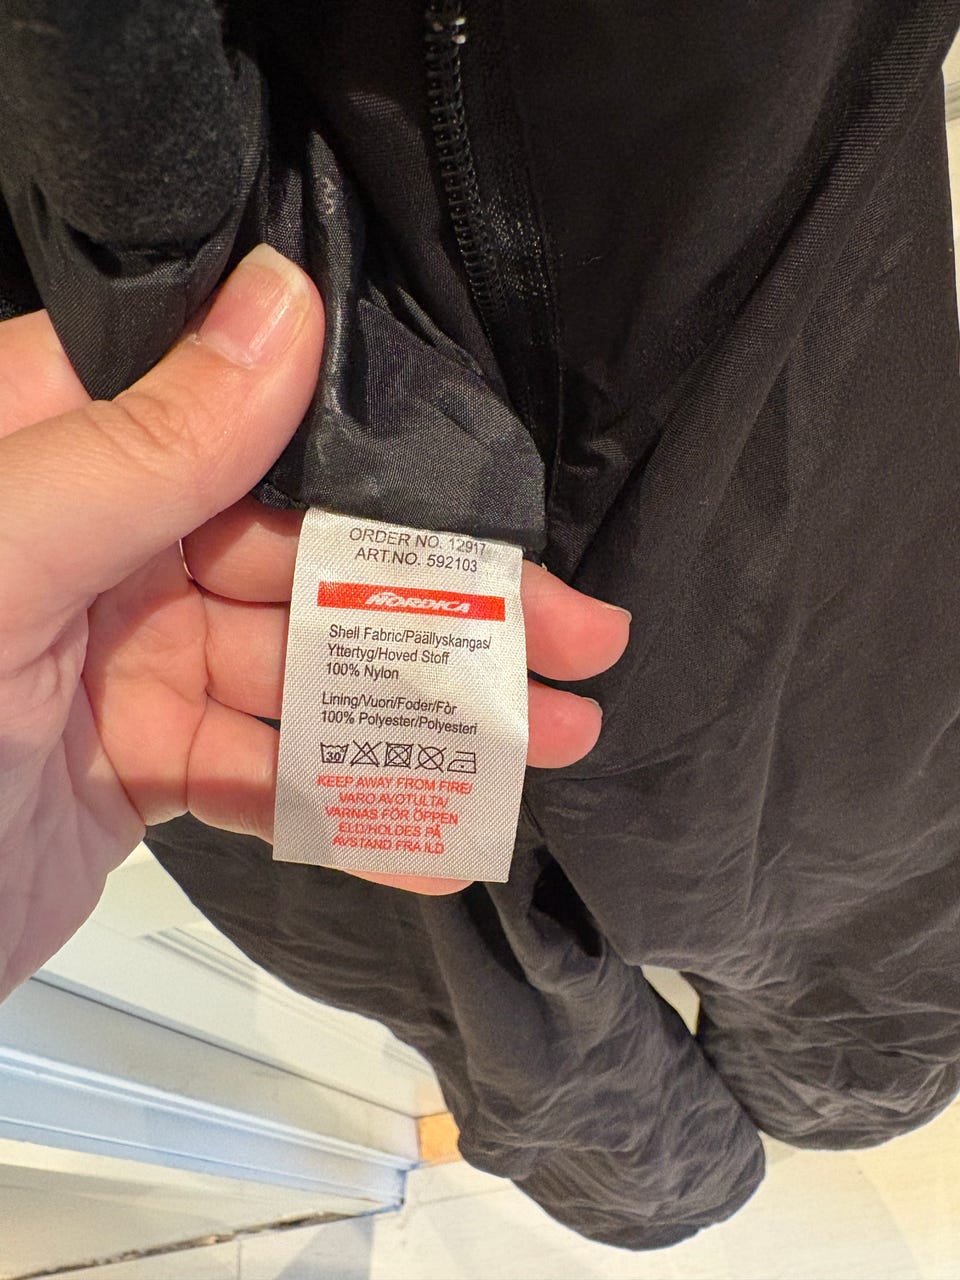 ORDER NO. 12917
ART.NO. 592103
NORDICA
Shell Fabric/Päällyskangas/
Yttertyg/Hoved Stoff
100% Nylon
Lining/Vuori/Foder/Fòr
100% Polyester/Polyesteri
30
KEEP AWAY FROM FIRE/
VARO AVOTULTA/
VARNAS FÖR ÖPPEN
ELD/HOLDES PÅ
AVSTAND FRA ILD